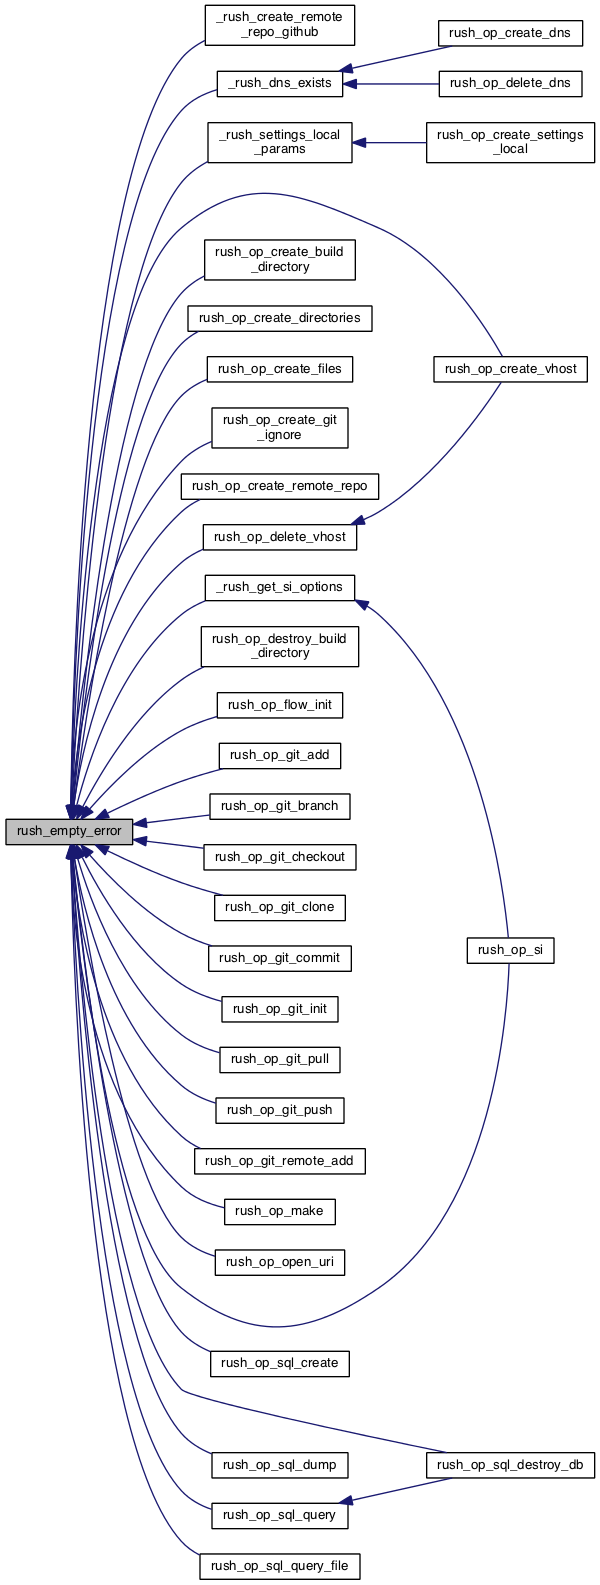 _rush_create_remote
_repo_github
rush_op_create_dns
_rush_dns_exists
rush_op_delete_dns
_rush_settings_local
_params
rush_op_create_settings
_local
rush_op_create_build
_directory
rush_op_create_directories
rush_op_create_files
rush_op_create_vhost
rush_op_create_git
_ignore
rush_op_create_remote_repo
rush_op_delete_vhost
_rush_get_si_options
rush_op_destroy_build
_directory
rush_op_flow_init
rush_op_git_add
rush_op_git_branch
rush_empty_error
rush_op_git_checkout
rush_op_git_clone
rush_op_si
rush_op_git_commit
rush_op_git_init
rush_op_git_pull
rush_op_git_push
rush_op_git_remote_add
rush_op_make
rush_op_open_uri
rush_op_sql_create
rush_op_sql_dump
rush_op_sql_destroy_db
rush_op_sql_query
rush_op_sql_query_file